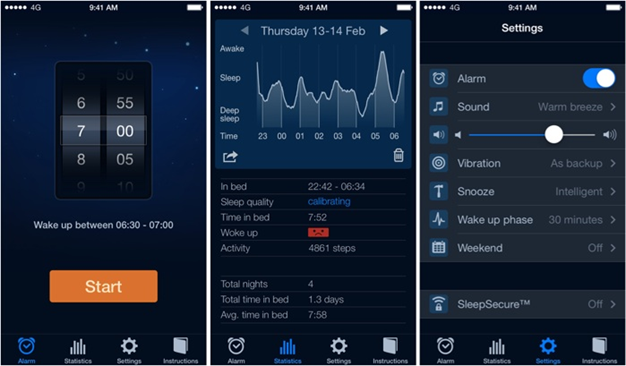 4G 9:41 AM
5 50
6 55
7 00
8 05
9 10
Wake up between 06:30 - 07:00
Start
Alarm Statistics Settings Instructions
4G 9:41 AM
Thursday 13-14 Feb
Awake
Sleep
Deep
sleep
Time 23 00 01 02 03 04 05 06
In bed 22:42 - 06:34
Sleep quality calibrating
Time in bed 7:52
Woke up
Activity 4861 steps
Total nights 4
Total time in bed 1.3 days
Avg. time in bed 7:58
Alarm Statistics Settings Instructions
4G 9:41 AM
Settings
Alarm
Sound Warm breeze
Vibration As backup
Snooze Intelligent
Wake up phase 30 minutes
Weekend Off
SleepSecure™ Off
Alarm Statistics Settings Instructions